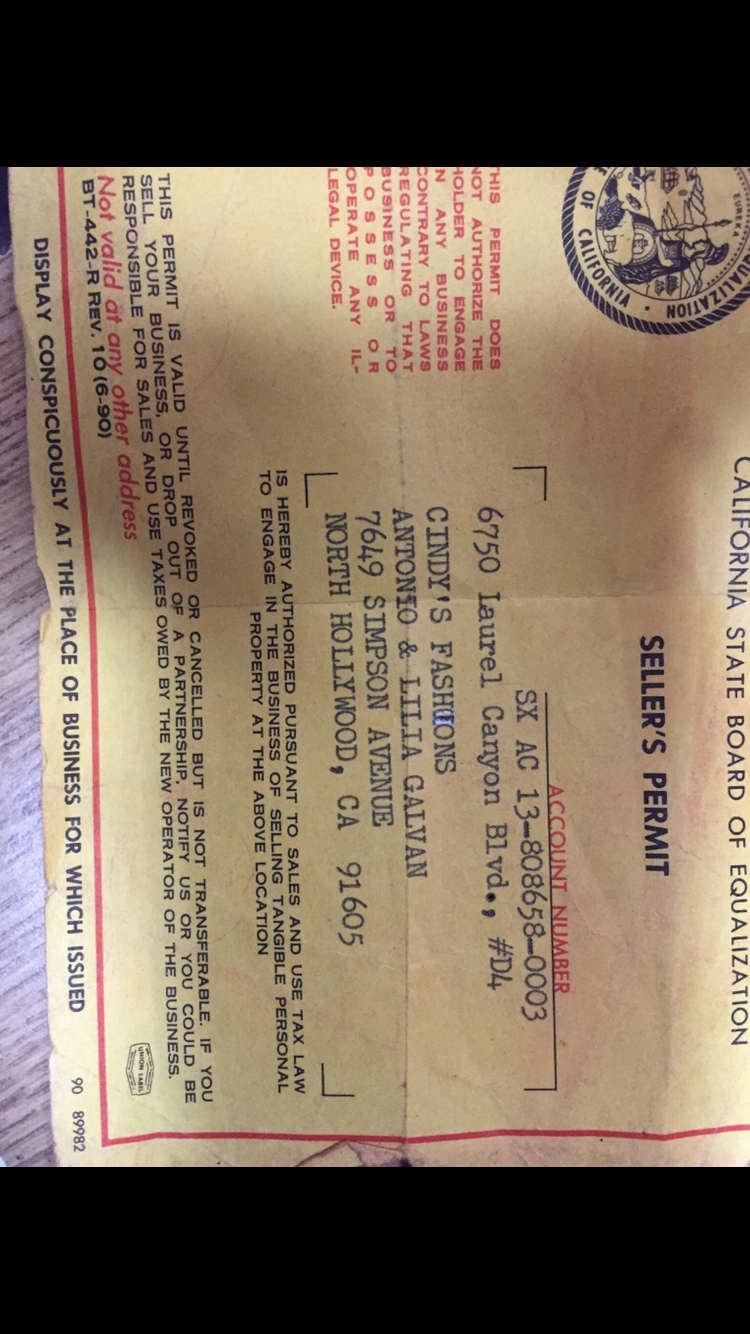 CALIFORNIA STATE BOARD OF EQUALIZATION
SELLER'S PERMIT
EUREKA
OF CALIFORNIA • 
ACCOUNT NUMBER
SX AC 13-808658-0003
6750 Laurel Canyon Blvd., #D4
CINDY'S FASHIONS
ANTONIO & LILIA GALVAN
7649 SIMPSON AVENUE
NORTH HOLLYWOOD, CA 91605
THIS PERMIT DOES
NOT AUTHORIZE THE
HOLDER TO ENGAGE
IN ANY BUSINESS
CONTRARY TO LAWS
REGULATING THAT
BUSINESS OR TO
POSSESS OR
OPERATE ANY IL-
LEGAL DEVICE.
IS HEREBY AUTHORIZED PURSUANT TO SALES AND USE TAX LAW
TO ENGAGE IN THE BUSINESS OF SELLING TANGIBLE PERSONAL
PROPERTY AT THE ABOVE LOCATION
THIS PERMIT IS VALID UNTIL REVOKED OR CANCELLED BUT IS NOT TRANSFERABLE. IF YOU
SELL YOUR BUSINESS, OR DROP OUT OF A PARTNERSHIP, NOTIFY US OR YOU COULD BE
RESPONSIBLE FOR SALES AND USE TAXES OWED BY THE NEW OPERATOR OF THE BUSINESS.
Not valid at any other address
BT-442-R REV. 10 (6-90)
UNION LABEL
DISPLAY CONSPICUOUSLY AT THE PLACE OF BUSINESS FOR WHICH ISSUED
90 89982